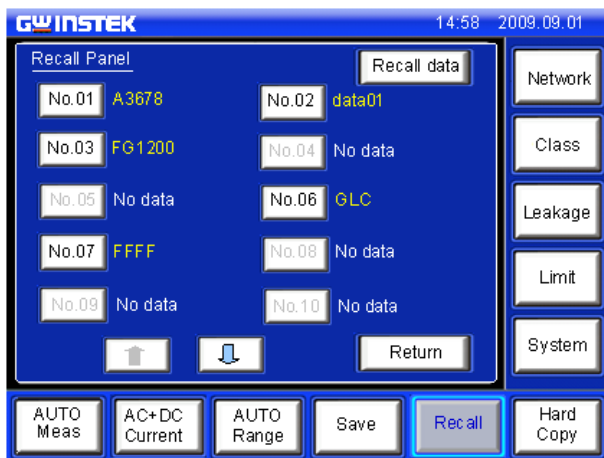 GWINSTEK 14:58 2009.09.01
Recall Panel
Recall data
No.01 A3678
No.02 data01
No.03 FG1200
No.04 No data
No.05 No data
No.06 GLC
No.07 FFFF
No.08 No data
No.09 No data
No.10 No data
Return
Network
Class
Leakage
Limit
System
AUTO
Meas
AC+DC
Current
AUTO
Range
Save
Recall
Hard
Copy